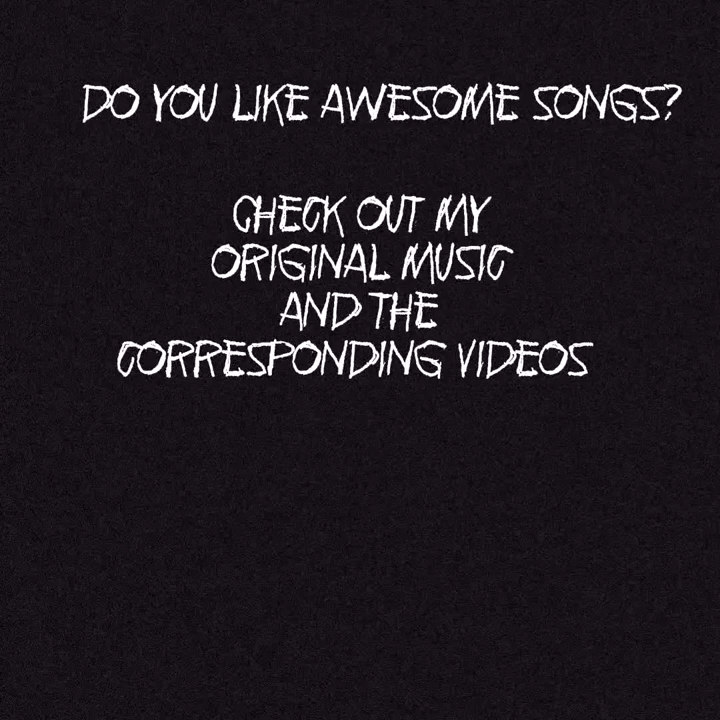 DO YOU LIKE AWESOME SONGS?
CHECK OUT MY
ORIGINAL MUSIC
AND THE
CORRESPONDING VIDEOS